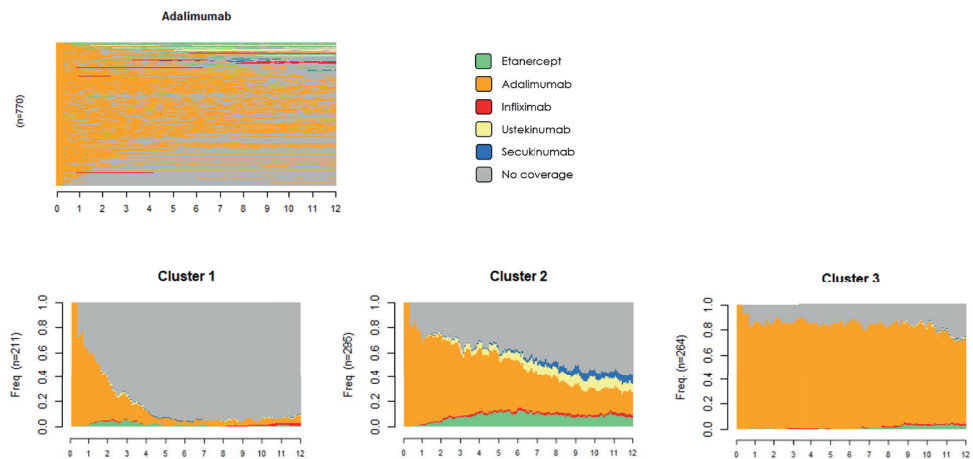 Adalimumab
(n=770)
0 1 2 3 4 5 6 7 8 9 10 11 12
Etanercept
Adalimumab
Infliximab
Ustekinumab
Secukinumab
No coverage
Cluster 1
Freq (n=211)
0.0 0.2 0.4 0.6 0.8 1.0
0 1 2 3 4 5 6 7 8 9 10 11 12
Cluster 2
Freq (n=295)
0.0 0.2 0.4 0.6 0.8 1.0
0 1 2 3 4 5 6 7 8 9 10 11 12
Cluster 3
Freq. (n=264)
0.0 0.2 0.4 0.6 0.8 1.0
0 1 2 3 4 5 6 7 8 9 10 11 12